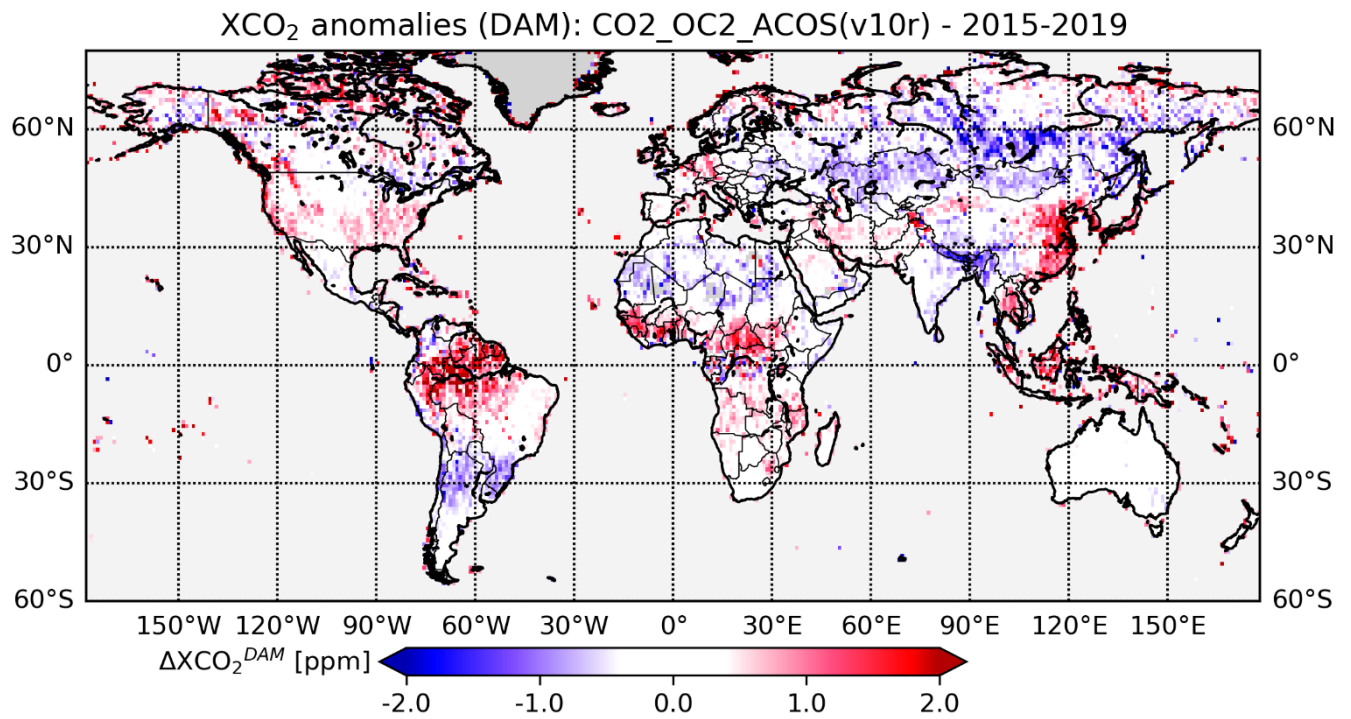 XCO₂ anomalies (DAM): CO2_OC2_ACOS(v10r) - 2015-2019
60°N 60°N
30°N 30°N
0° 0°
30°S 30°S
60°S 60°S
150°W 120°W 90°W 60°W 30°W 0° 30°E 60°E 90°E 120°E 150°E
ΔXCO₂ᴰᴬᴹ [ppm]
-2.0 -1.0 0.0 1.0 2.0